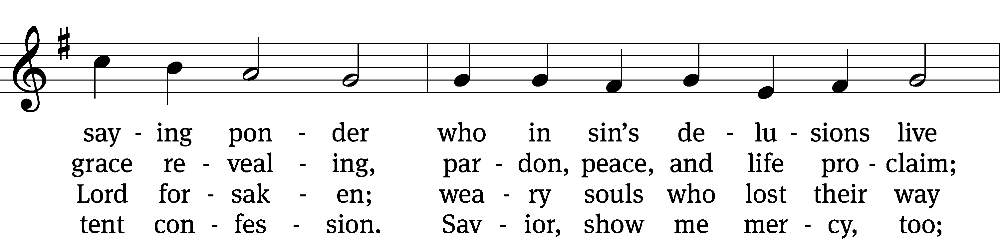 say - ing pon - der who in sin’s de - lu - sions live
grace re - veal - ing, par - don, peace, and life pro - claim;
Lord for - sak - en; wea - ry souls who lost their way
tent con - fes - sion. Sav - ior, show me mer - cy, too;